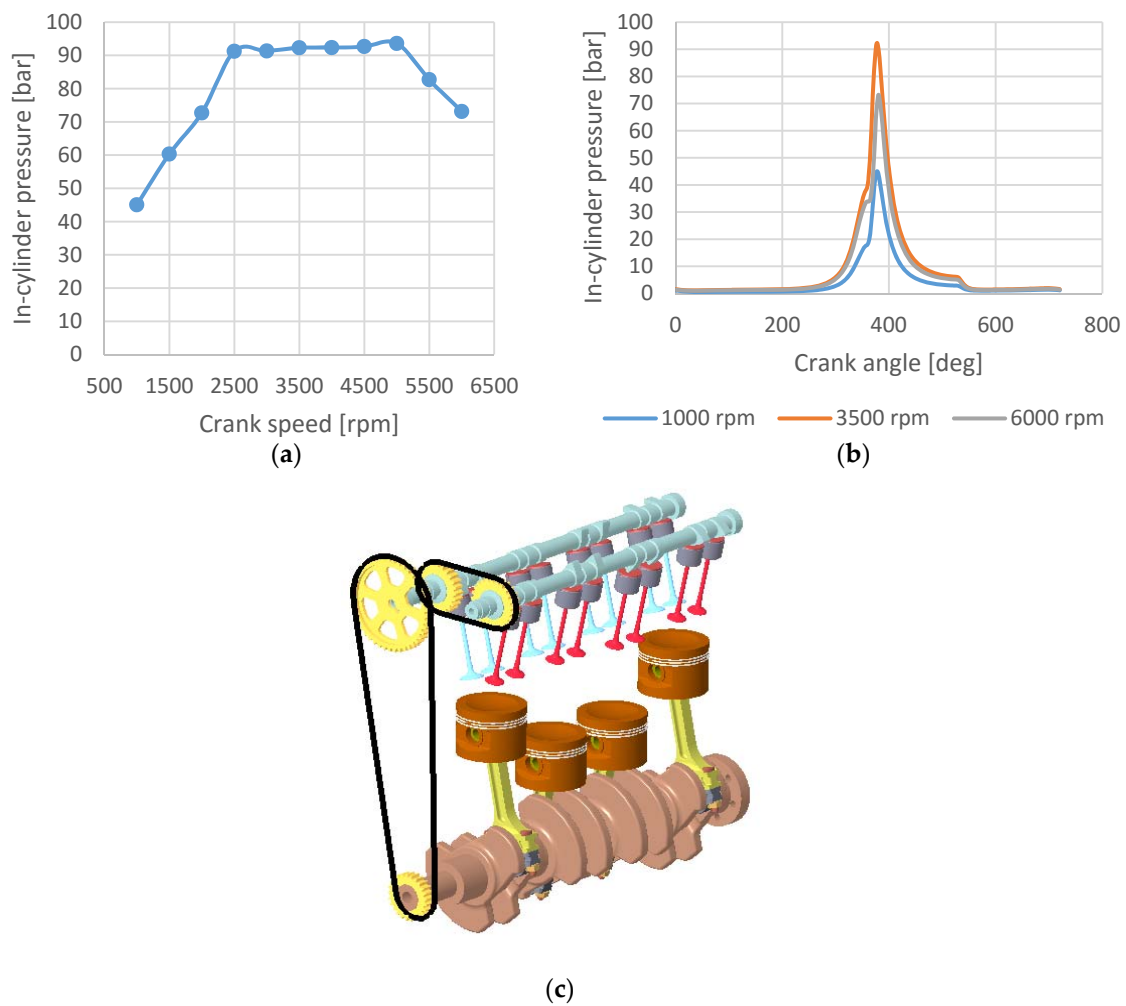 In-cylinder pressure [bar]
100
90
80
70
60
50
40
30
20
10
0
500 1500 2500 3500 4500 5500 6500
Crank speed [rpm]
(a)
In-cylinder pressure [bar]
100
90
80
70
60
50
40
30
20
10
0
0 200 400 600 800
Crank angle [deg]
1000 rpm 3500 rpm 6000 rpm
(b)
(c)